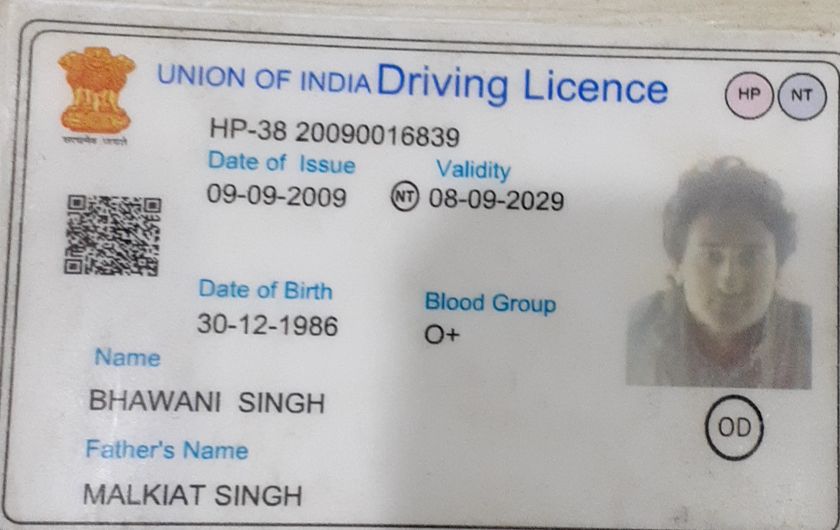 UNION OF INDIA Driving Licence
HP NT
सत्यमेव जयते
HP-38 20090016839
Date of Issue Validity
09-09-2009 NT 08-09-2029
Date of Birth Blood Group
30-12-1986 O+
Name
BHAWANI SINGH
OD
Father's Name
MALKIAT SINGH